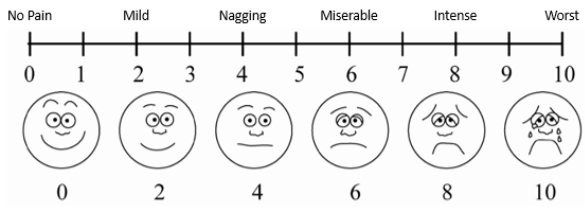 No Pain Mild Nagging Miserable Intense Worst
0 1 2 3 4 5 6 7 8 9 10
0 2 4 6 8 10